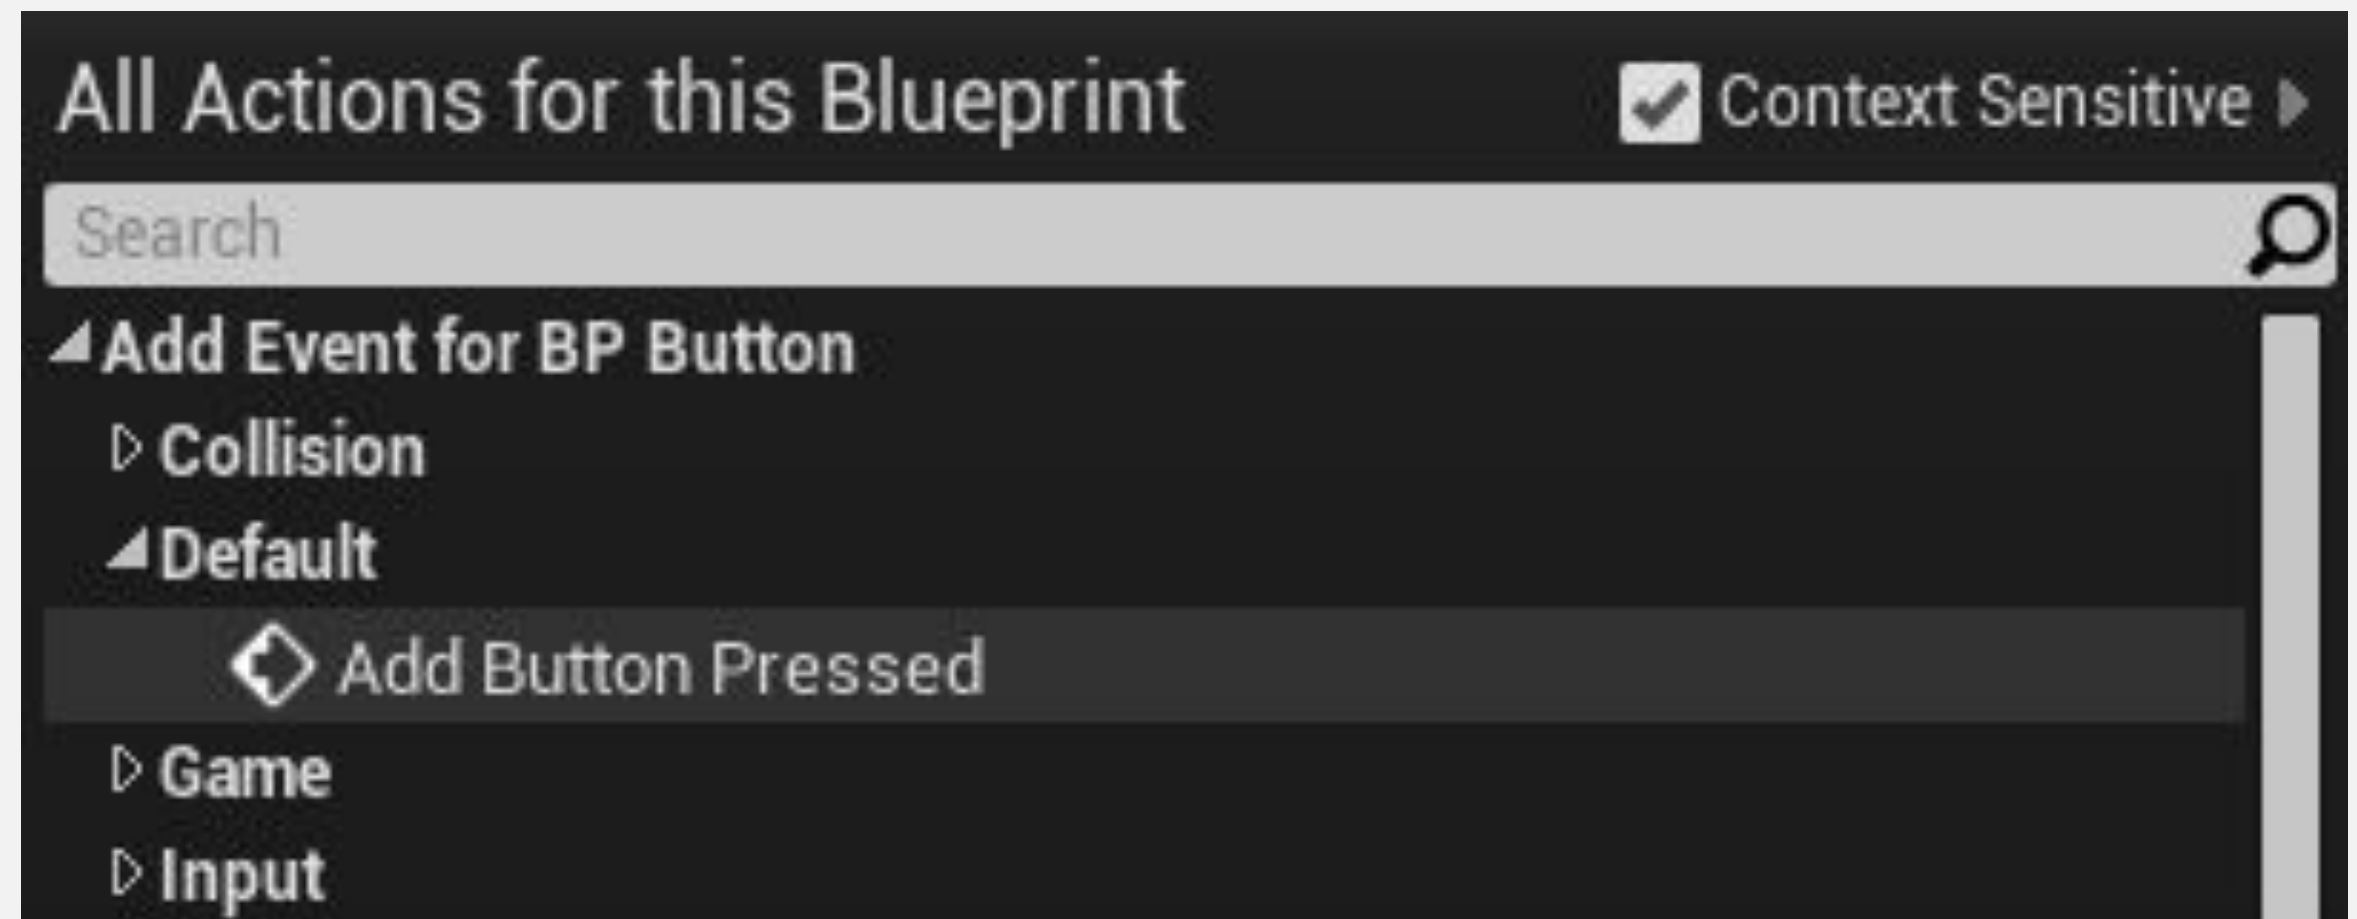 All Actions for this Blueprint Context Sensitive
Search
Add Event for BP Button
Collision
Default
Add Button Pressed
Game
Input